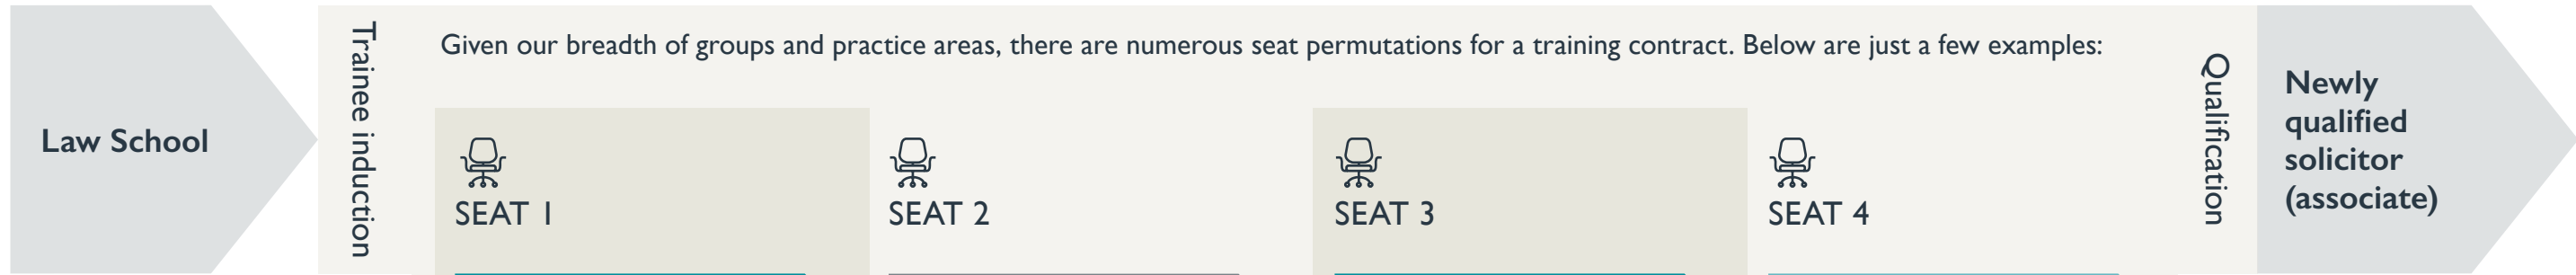 Law School
Trainee induction
Given our breadth of groups and practice areas, there are numerous seat permutations for a training contract. Below are just a few examples:
SEAT 1
SEAT 2
SEAT 3
SEAT 4
Qualification
Newly
qualified
solicitor
(associate)